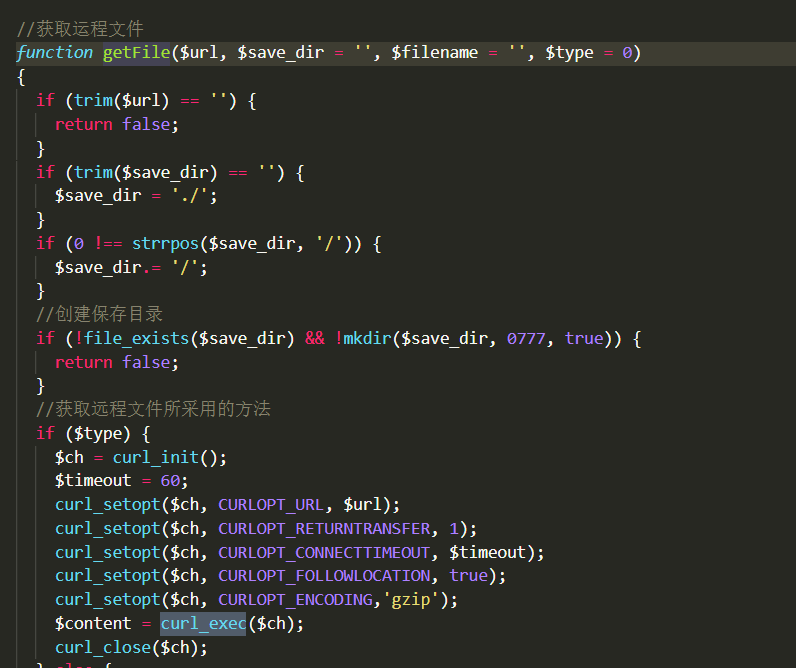 //获取运程文件
function getFile($url, $save_dir = '', $filename = '', $type = 0)
{
if (trim($url) == '') {
return false;
}
if (trim($save_dir) == '') {
$save_dir = './';
}
if (0 !== strrpos($save_dir, '/')) {
$save_dir.= '/';
}
//创建保存目录
if (!file_exists($save_dir) && !mkdir($save_dir, 0777, true)) {
return false;
}
//获取远程文件所采用的方法
if ($type) {
$ch = curl_init();
$timeout = 60;
curl_setopt($ch, CURLOPT_URL, $url);
curl_setopt($ch, CURLOPT_RETURNTRANSFER, 1);
curl_setopt($ch, CURLOPT_CONNECTTIMEOUT, $timeout);
curl_setopt($ch, CURLOPT_FOLLOWLOCATION, true);
curl_setopt($ch, CURLOPT_ENCODING,'gzip');
$content = curl_exec($ch);
curl_close($ch);
} else {